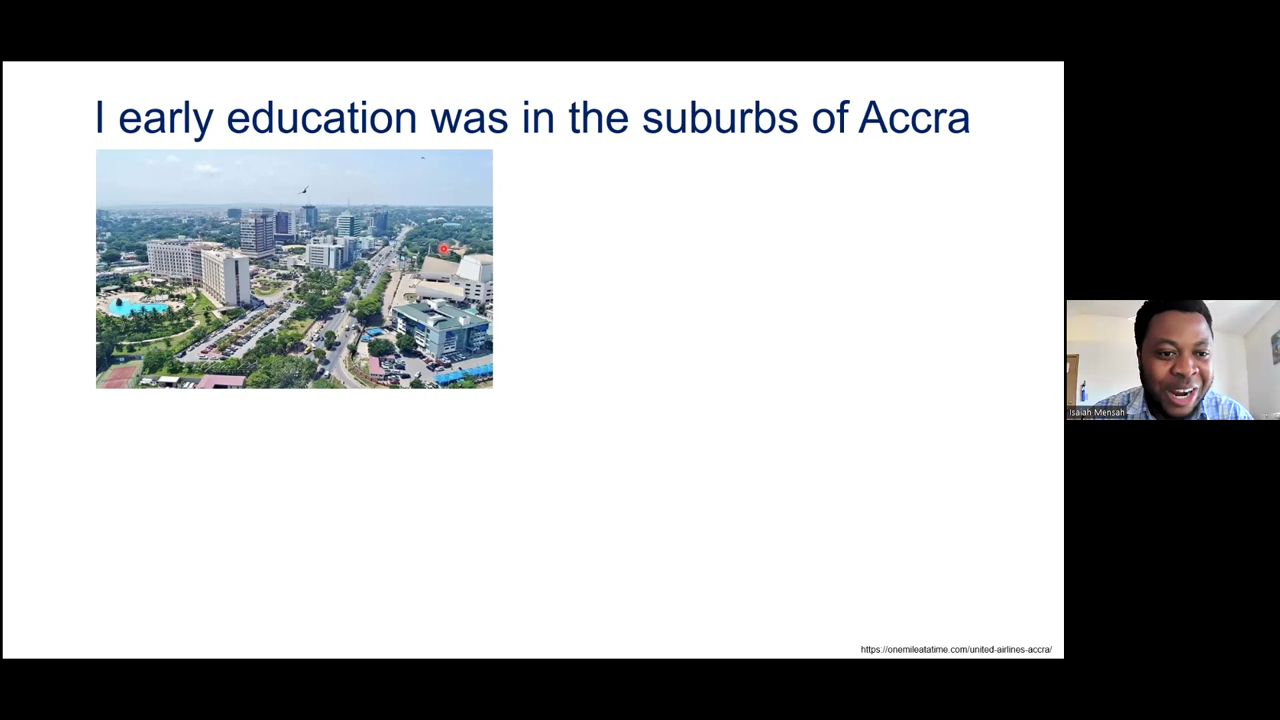 I early education was in the suburbs of Accra
Isaiah Mensah
https://onemileatatime.com/united-airlines-accra/